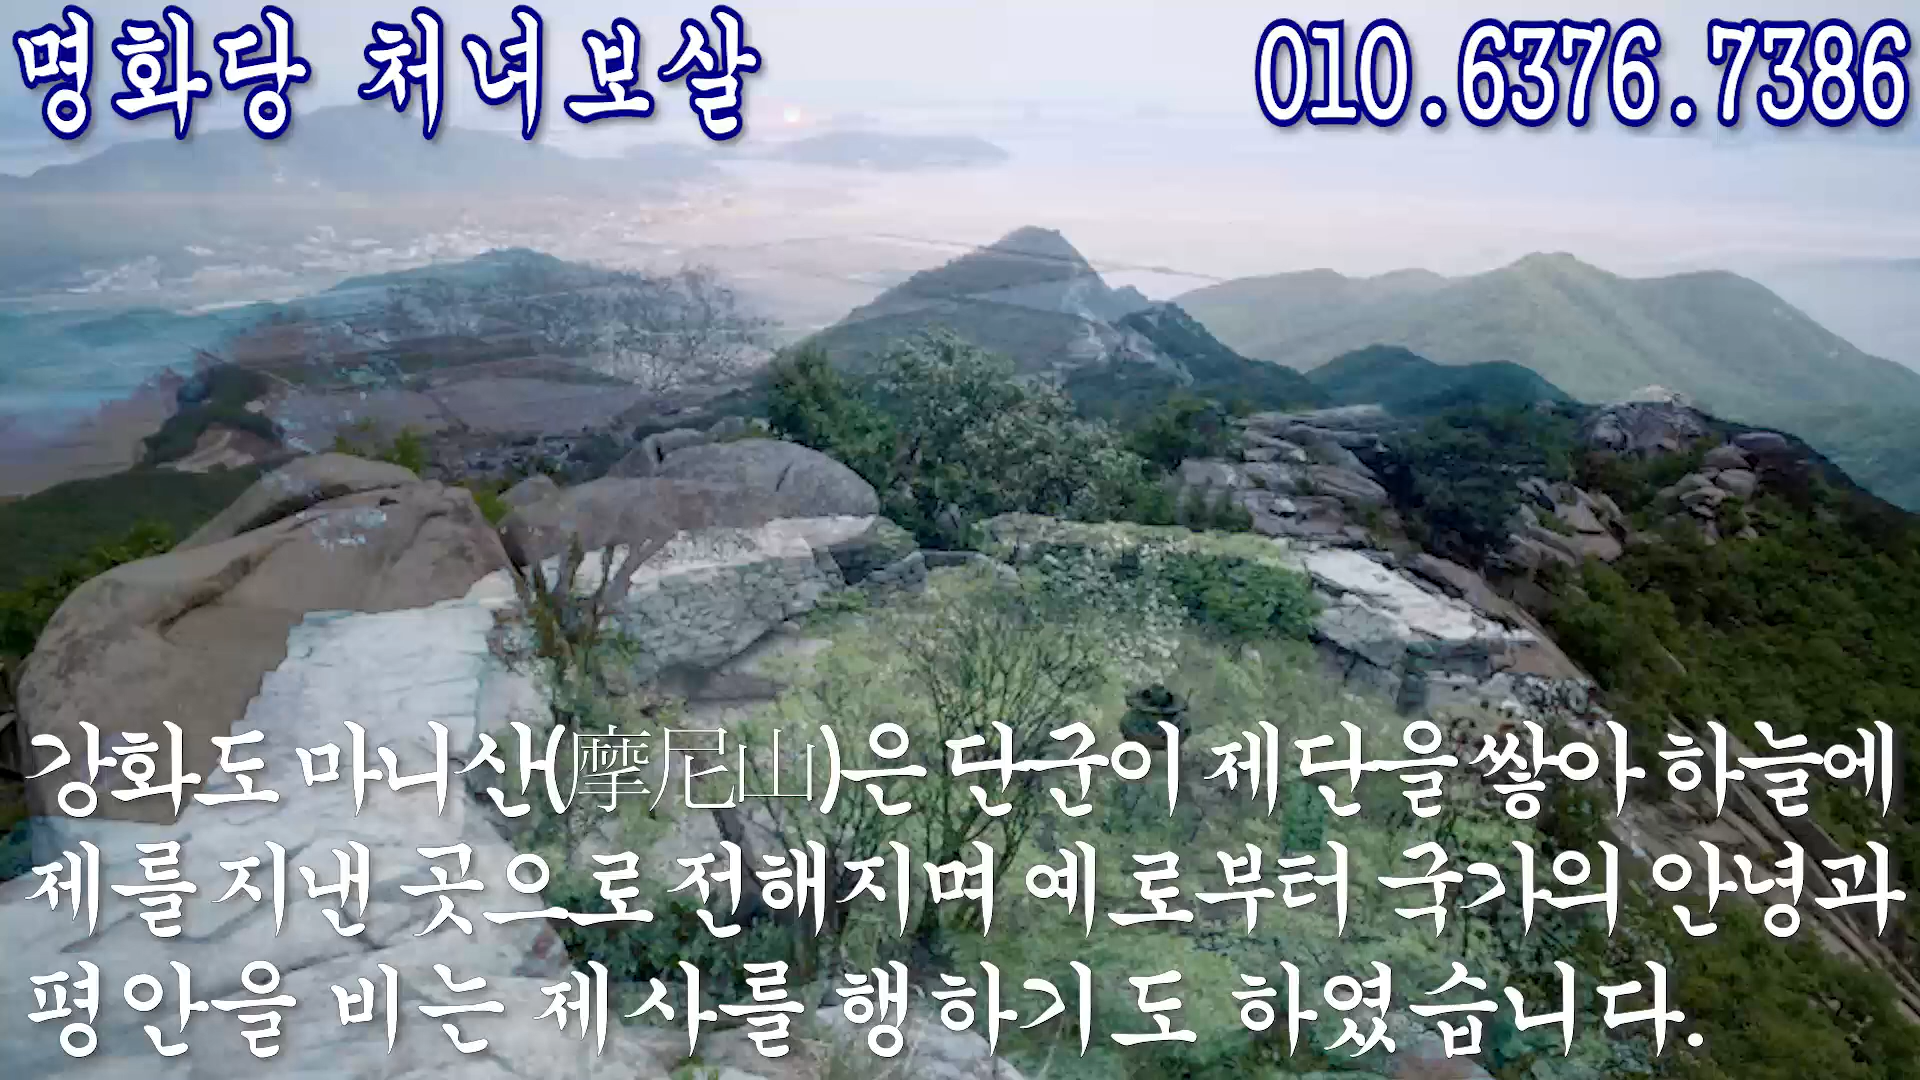 명화당 처녀보살
010.6376.7386
강화도 마니산(摩尼山)은 단군이 제단을 쌓아 하늘에
제를 지낸 곳으로 전해지며 예로부터 국가의 안녕과
평안을 비는 제사를 행하기도 하였습니다.